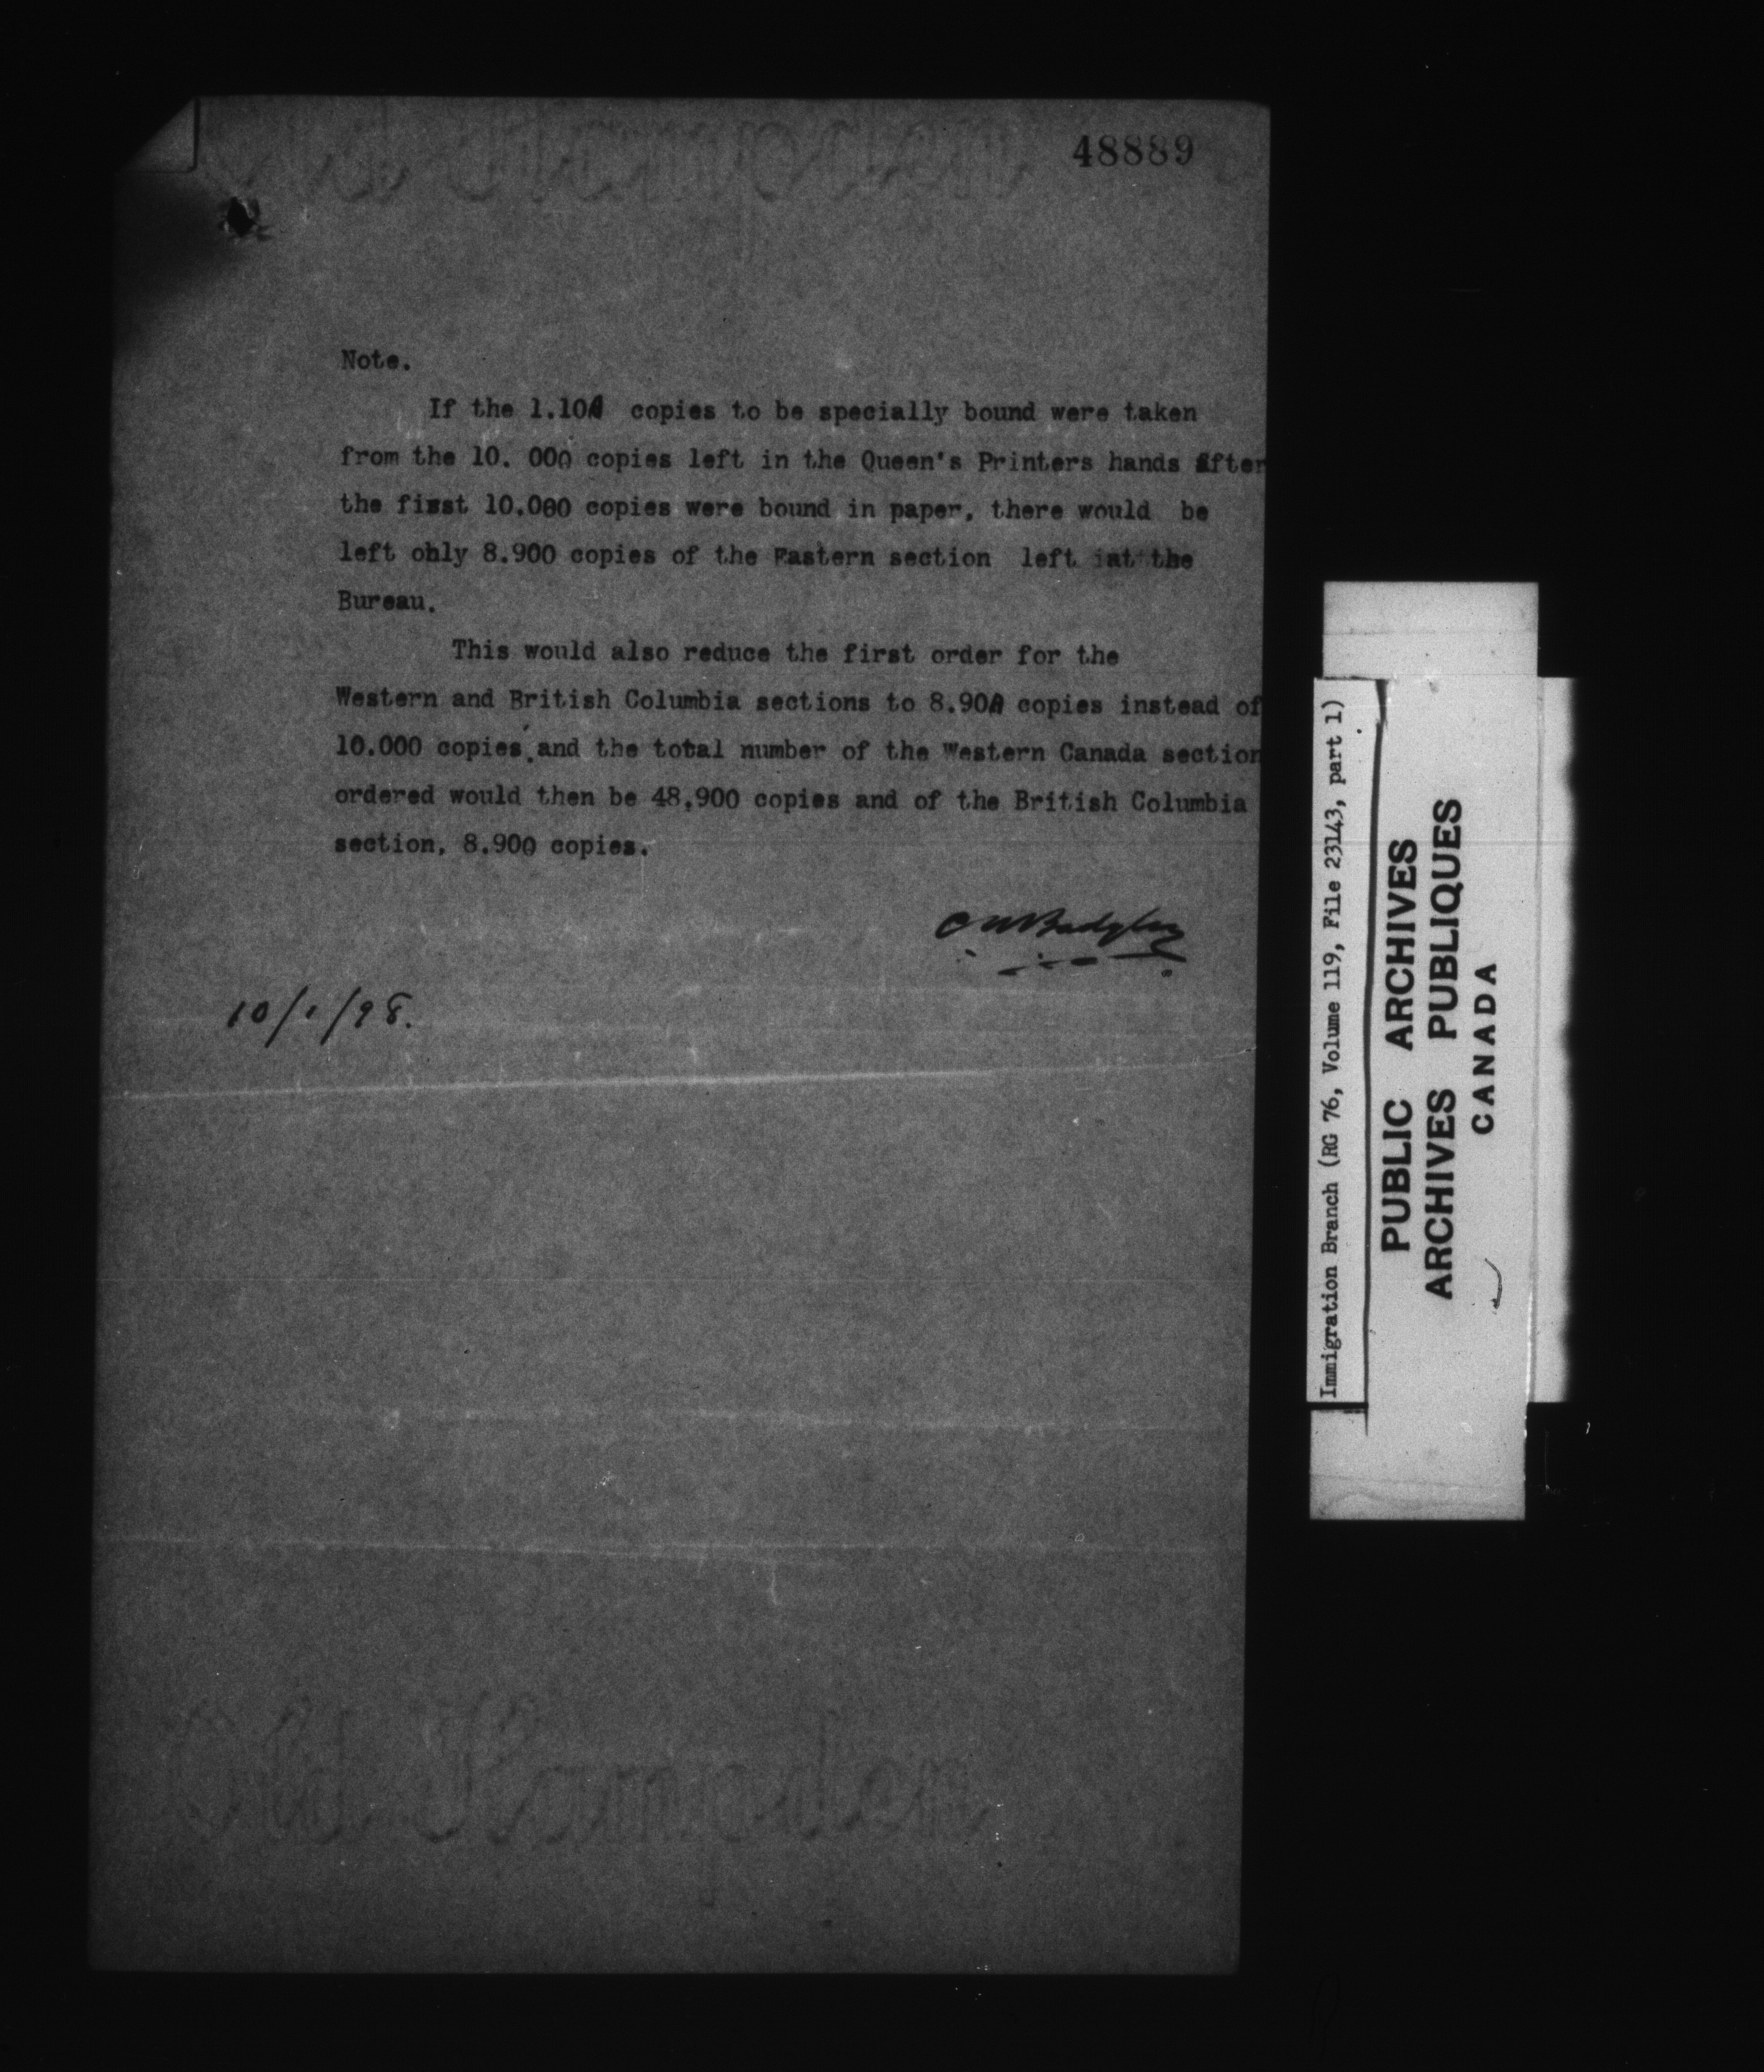 48889
Note.
If the 1.100 copies to be specially bound were taken
from the 10. 000 copies left in the Queen's Printers hands after
the first 10.000 copies were bound in paper, there would be
left only 8.900 copies of the Eastern section left at the
Bureau.
This would also reduce the first order for the
Western and British Columbia sections to 8.900 copies instead of
10.000 copies, and the total number of the Western Canada section
ordered would then be 48,900 copies and of the British Columbia
section, 8.900 copies.
C W Badgley
10/1/98.
Old Hampden
Immigration Branch (RG 76, Volume 119, File 23143, part 1)
PUBLIC ARCHIVES
ARCHIVES PUBLIQUES
CANADA